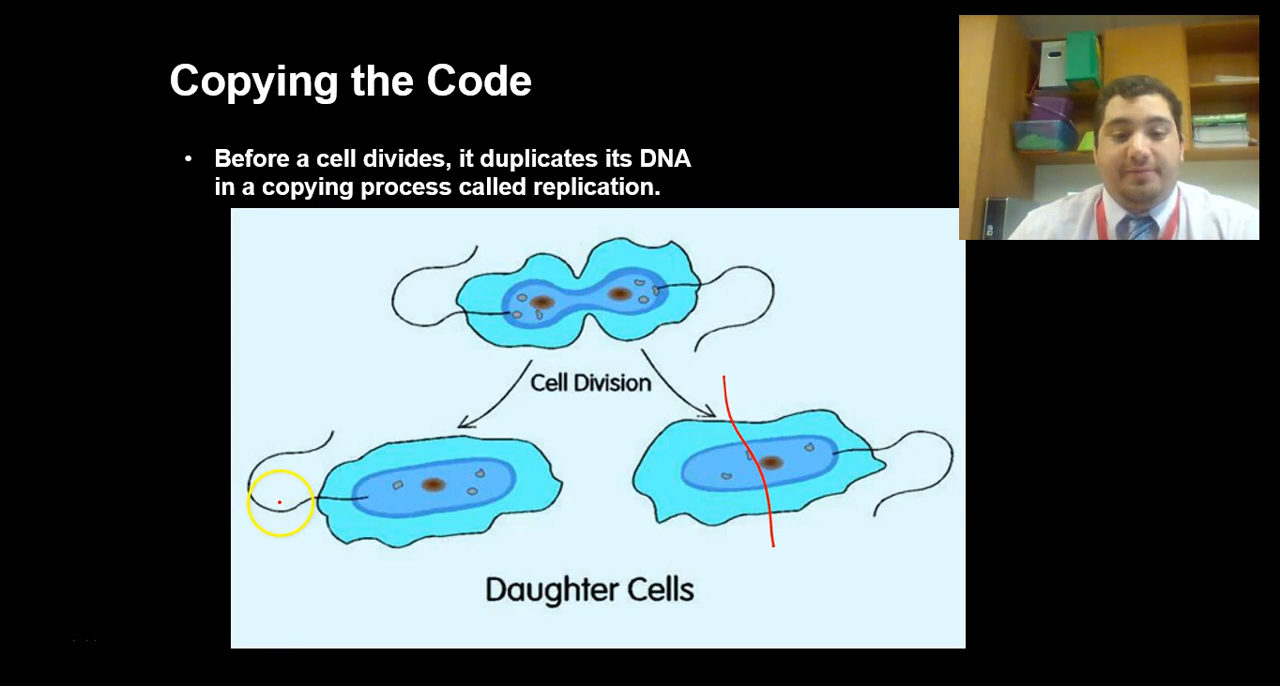 Copying the Code
• Before a cell divides, it duplicates its DNA
in a copying process called replication.
Cell Division
Daughter Cells